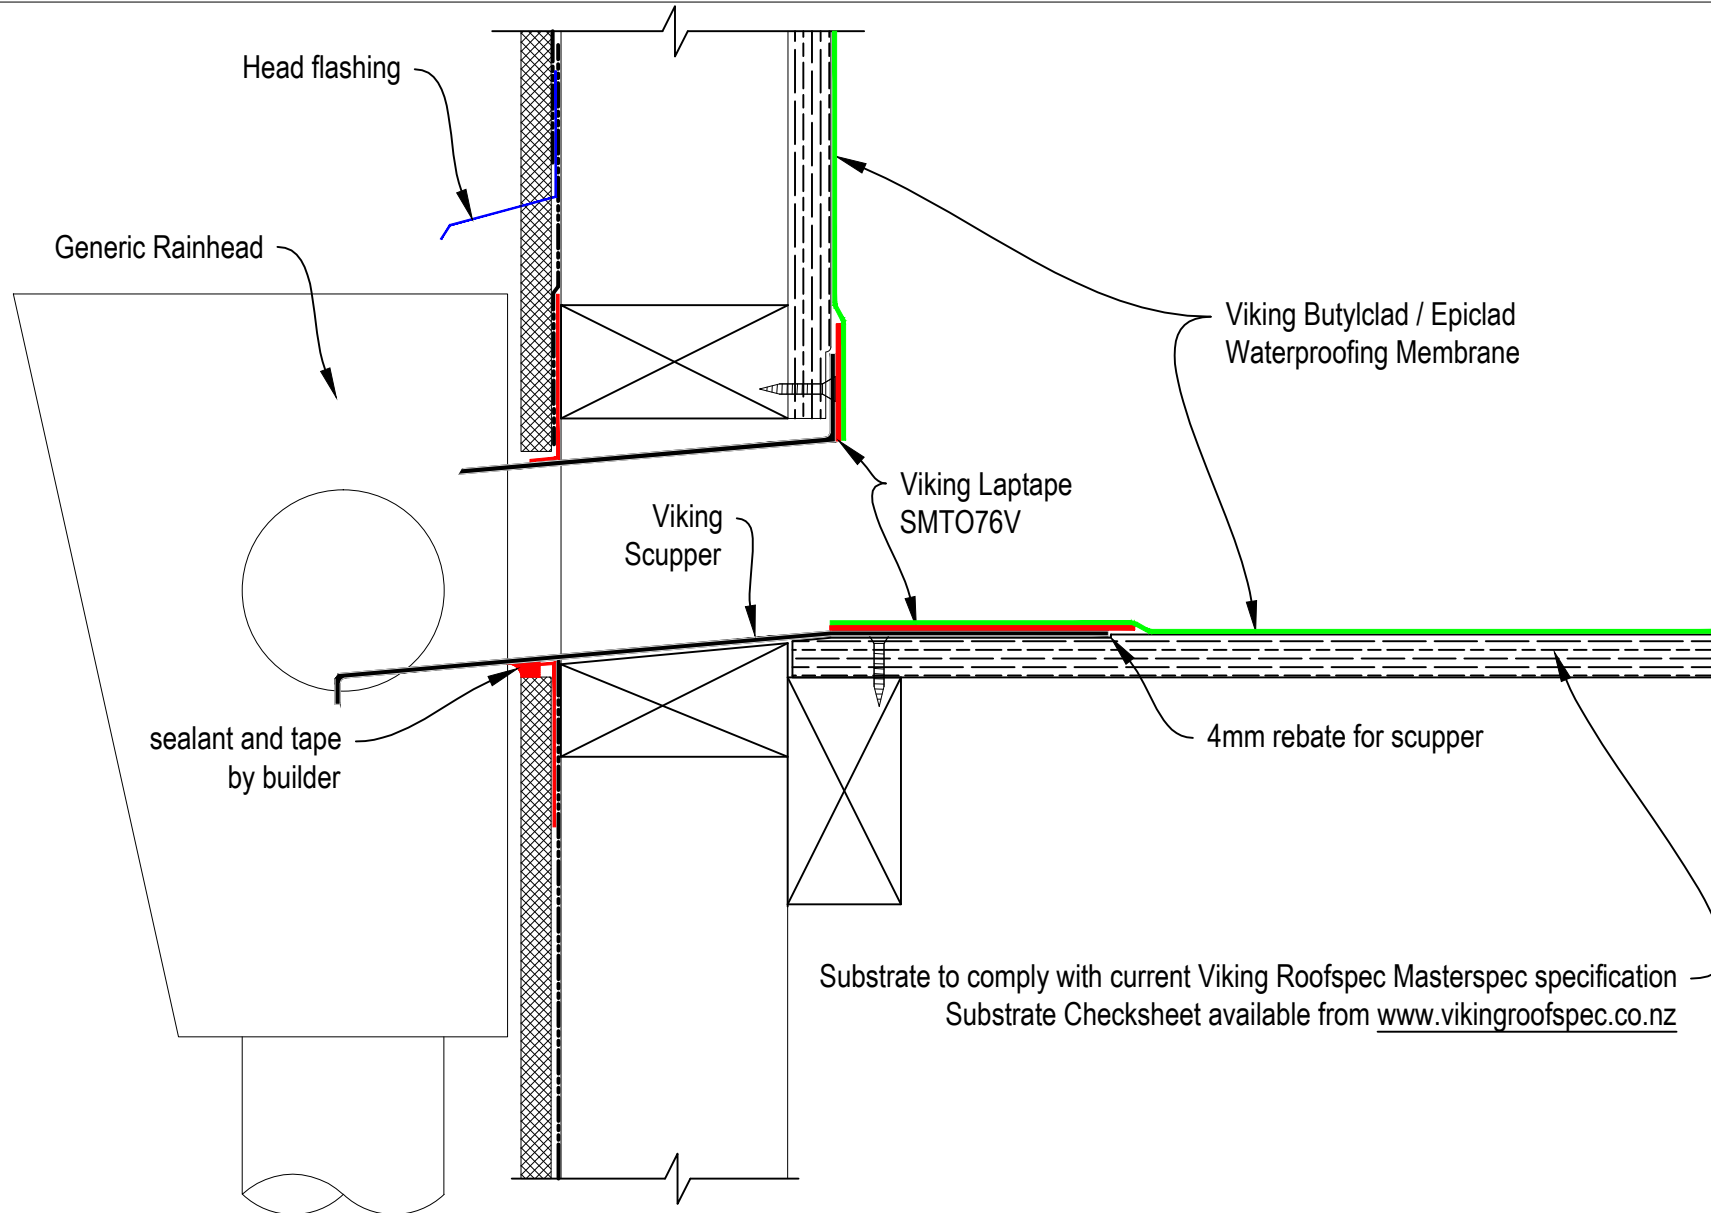 Head flashing
Generic Rainhead
Viking Butylclad / Epiclad
Waterproofing Membrane
Viking Laptape
SMTO76V
Viking
Scupper
sealant and tape
by builder
4mm rebate for scupper
Substrate to comply with current Viking Roofspec Masterspec specification
Substrate Checksheet available from www.vikingroofspec.co.nz